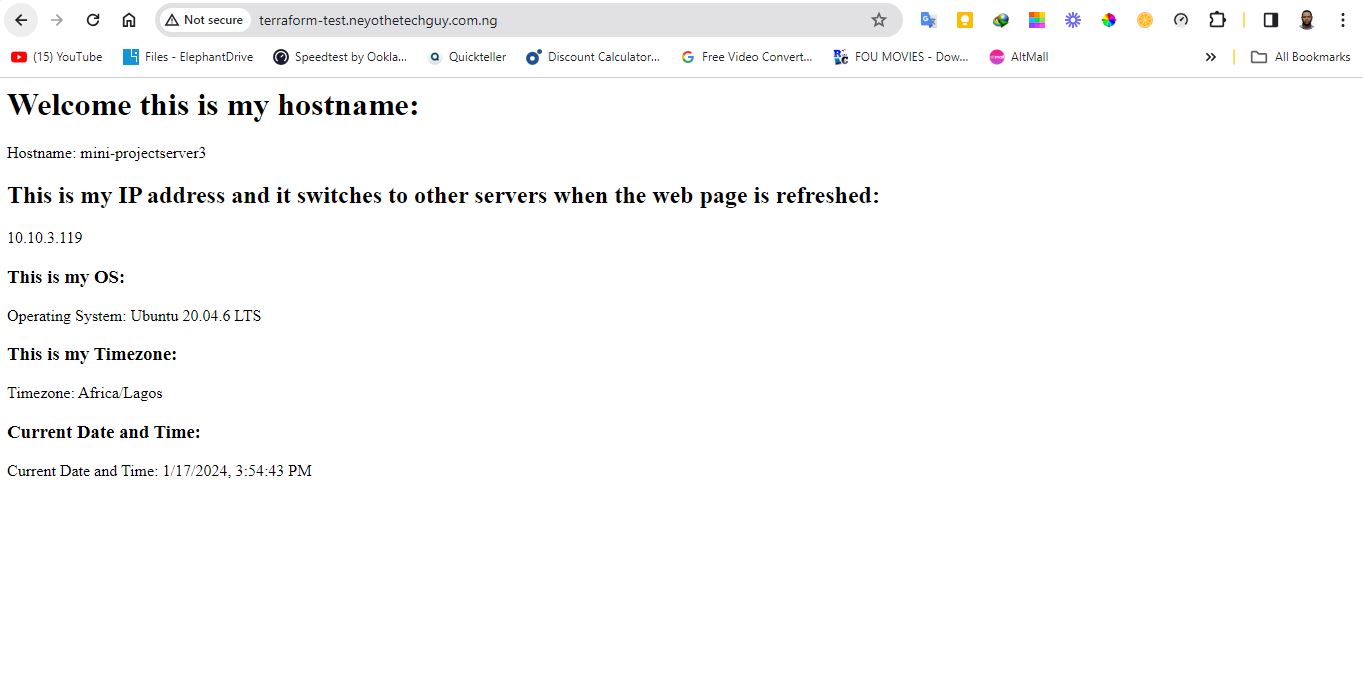 Not secure terraform-test.neyothetechguy.com.ng
(15) YouTube Files - ElephantDrive Speedtest by Ookla... Quickteller Discount Calculator... Free Video Convert... FOU MOVIES - Dow... AltMall » All Bookmarks
Welcome this is my hostname:
Hostname: mini-projectserver3
This is my IP address and it switches to other servers when the web page is refreshed:
10.10.3.119
This is my OS:
Operating System: Ubuntu 20.04.6 LTS
This is my Timezone:
Timezone: Africa/Lagos
Current Date and Time:
Current Date and Time: 1/17/2024, 3:54:43 PM